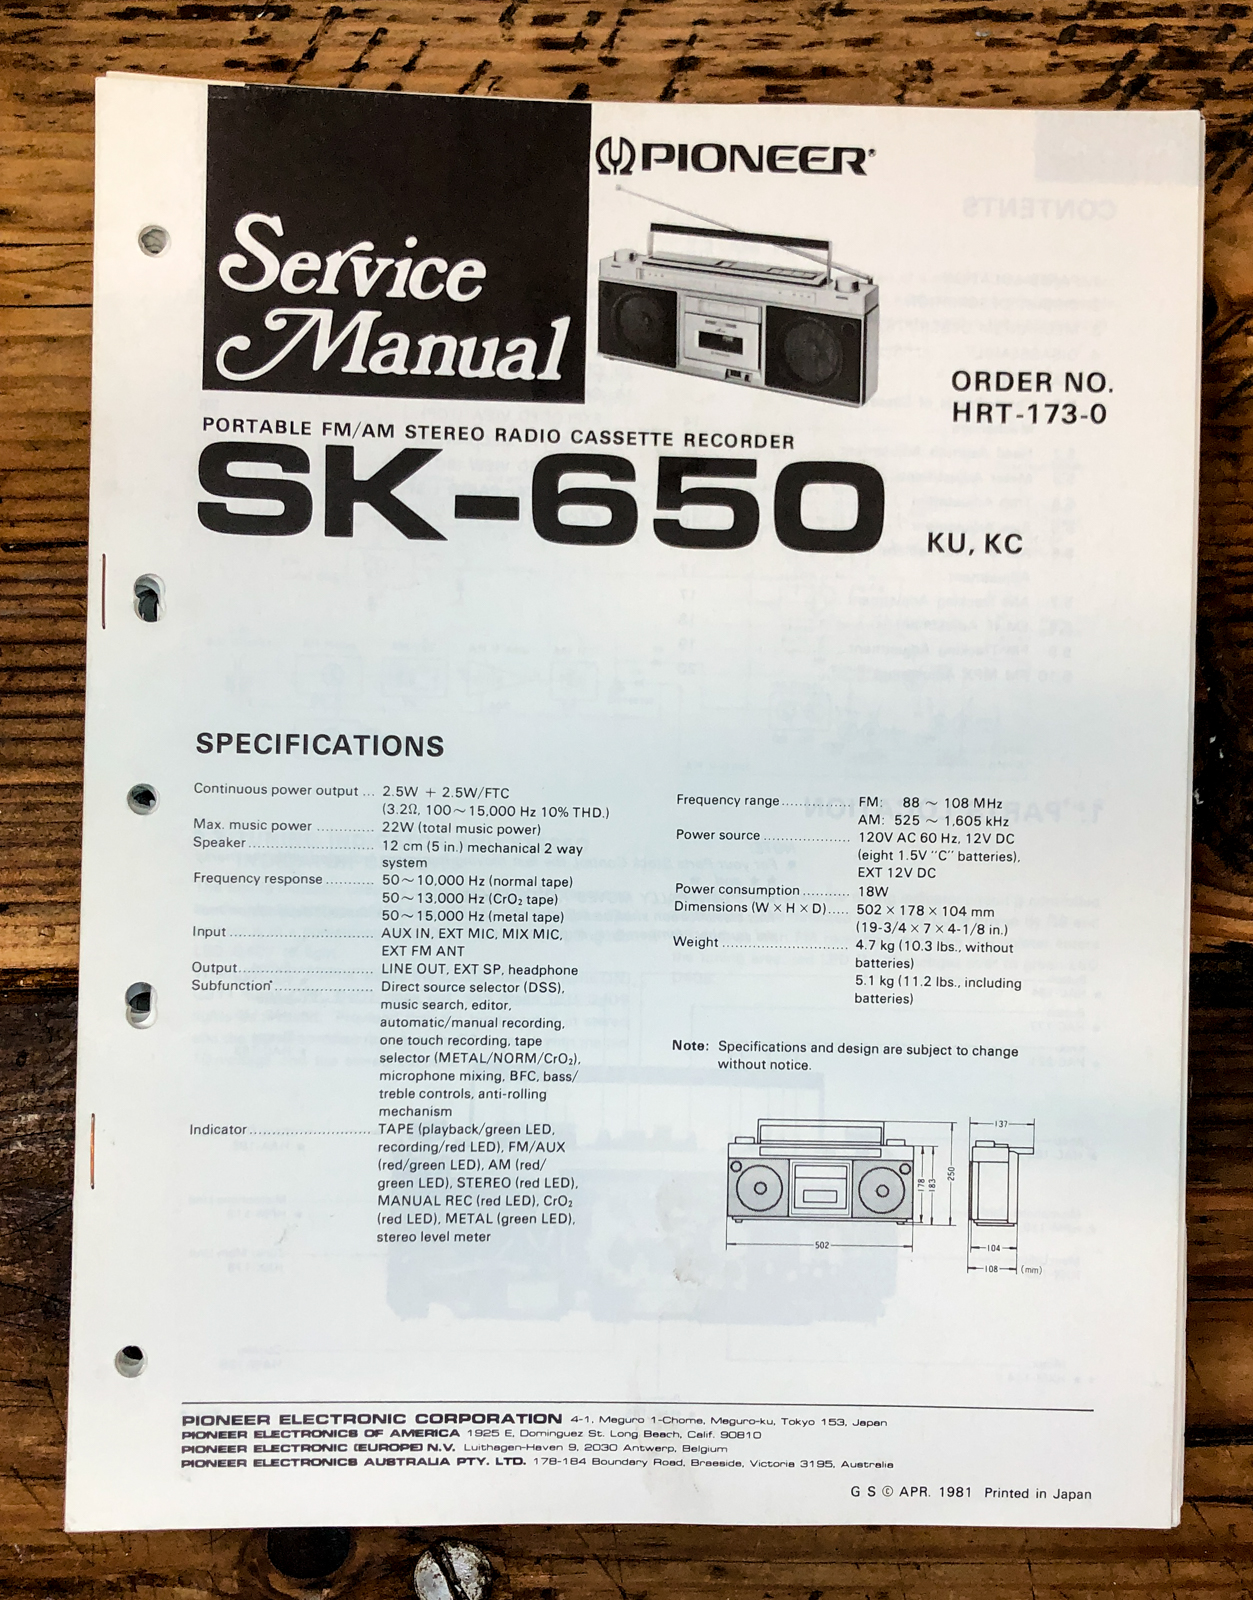 PIONEER®
Service
Manual
ORDER NO.
HRT-173-0
PORTABLE FM/AM STEREO RADIO CASSETTE RECORDER
SK-650
KU, KC
SPECIFICATIONS
Continuous power output ... 2.5W + 2.5W/FTC
(3.2Ω, 100~15,000 Hz 10% THD.)
Max. music power ............ 22W (total music power)
Speaker.......................... 12 cm (5 in.) mechanical 2 way
system
Frequency response .......... 50~10,000 Hz (normal tape)
50~13,000 Hz (CrO₂ tape)
50~15,000 Hz (metal tape)
Input .............................. AUX IN, EXT MIC, MIX MIC,
EXT FM ANT
Output............................ LINE OUT, EXT SP, headphone
Subfunction..................... Direct source selector (DSS),
music search, editor,
automatic/manual recording,
one touch recording, tape
selector (METAL/NORM/CrO₂),
microphone mixing, BFC, bass/
treble controls, anti-rolling
mechanism
Indicator.......................... TAPE (playback/green LED,
recording/red LED), FM/AUX
(red/green LED), AM (red/
green LED), STEREO (red LED),
MANUAL REC (red LED), CrO₂
(red LED), METAL (green LED),
stereo level meter
Frequency range............... FM: 88 ~ 108 MHz
AM: 525 ~ 1,605 kHz
Power source .................. 120V AC 60 Hz, 12V DC
(eight 1.5V "C" batteries),
EXT 12V DC
Power consumption ........... 18W
Dimensions (W × H × D)..... 502 × 178 × 104 mm
(19-3/4 × 7 × 4-1/8 in.)
Weight ........................... 4.7 kg (10.3 lbs., without
batteries)
5.1 kg (11.2 lbs., including
batteries)
Note: Specifications and design are subject to change
without notice.
137
178
183
250
502
104
108 (mm)
PIONEER ELECTRONIC CORPORATION 4-1, Meguro 1-Chome, Meguro-ku, Tokyo 153, Japan
PIONEER ELECTRONICS OF AMERICA 1925 E, Dominguez St. Long Beach, Calif. 90810
PIONEER ELECTRONIC (EUROPE) N.V. Luithagen-Haven 9, 2030 Antwerp, Belgium
PIONEER ELECTRONICS AUSTRALIA PTY. LTD. 178-184 Boundary Road, Braeside, Victoria 3195, Australia
G S © APR. 1981 Printed in Japan